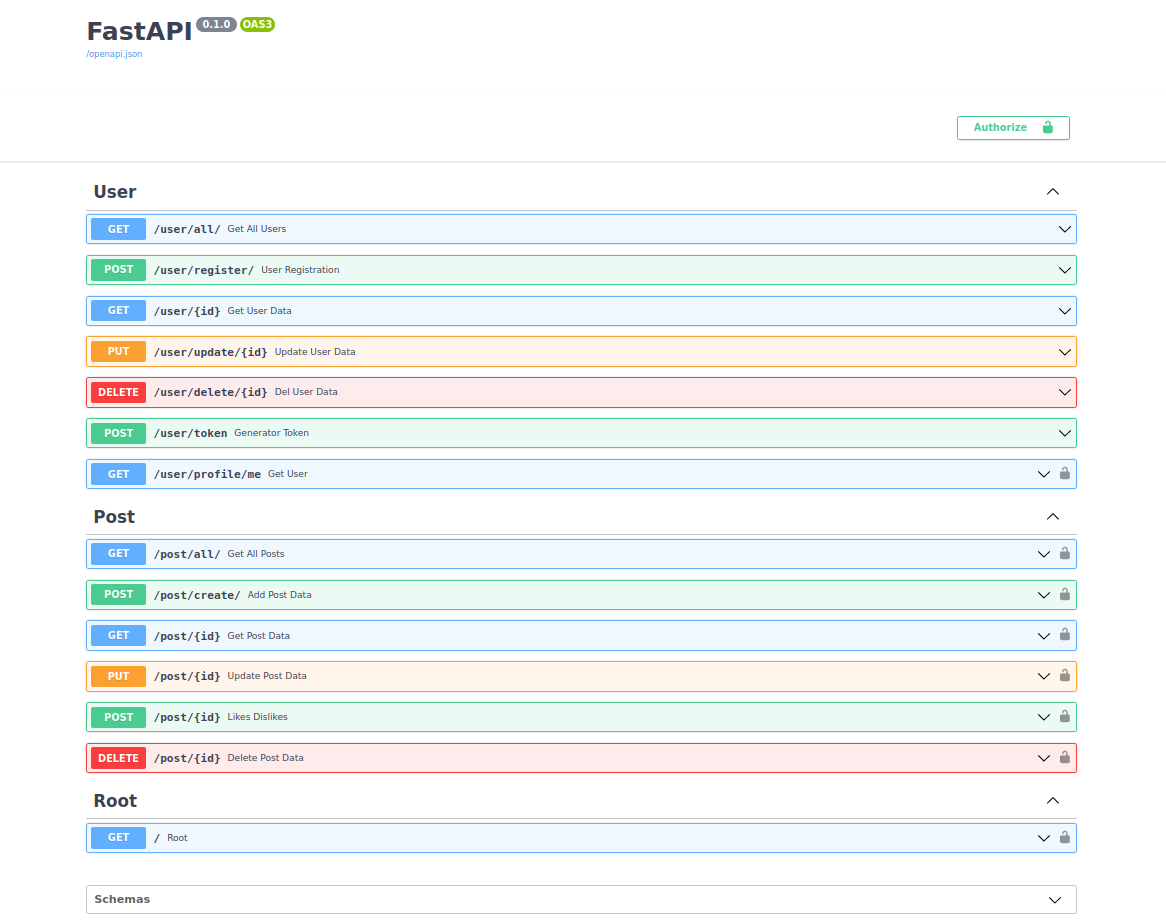 FastAPI 0.1.0 OAS3
/openapi.json
Authorize
User
GET /user/all/ Get All Users
POST /user/register/ User Registration
GET /user/{id} Get User Data
PUT /user/update/{id} Update User Data
DELETE /user/delete/{id} Del User Data
POST /user/token Generator Token
GET /user/profile/me Get User
Post
GET /post/all/ Get All Posts
POST /post/create/ Add Post Data
GET /post/{id} Get Post Data
PUT /post/{id} Update Post Data
POST /post/{id} Likes Dislikes
DELETE /post/{id} Delete Post Data
Root
GET / Root
Schemas